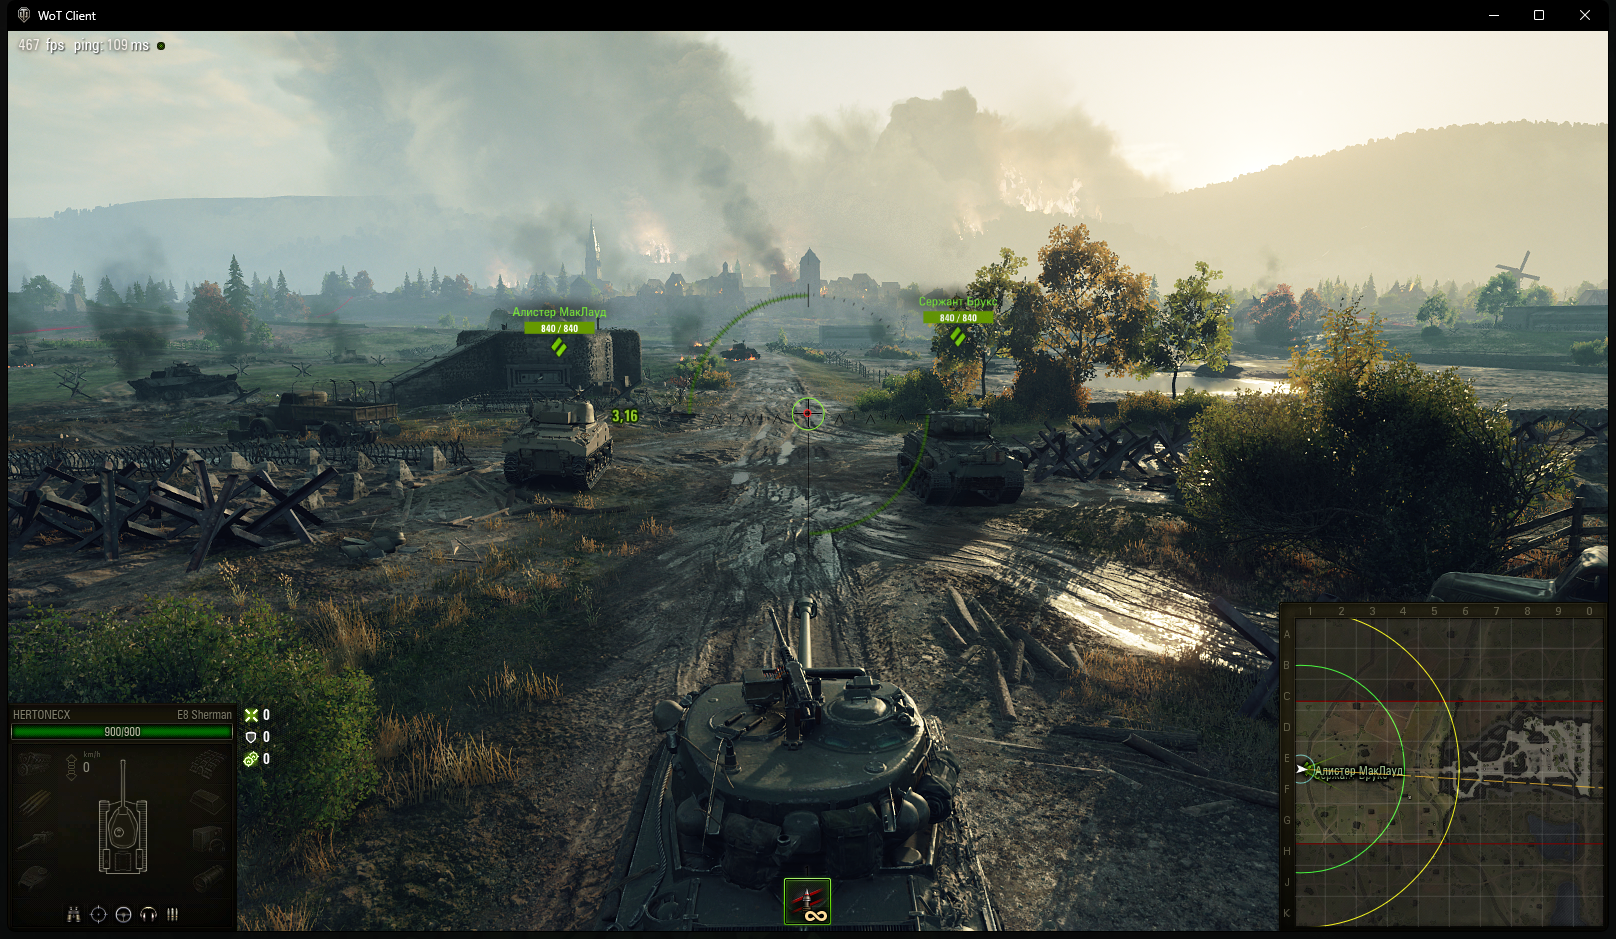 WoT Client
467 fps ping: 109 ms
Алистер МакЛауд
840 / 840
Сержант Брукс
840 / 840
3,16
HERTONECX E8 Sherman
900/900
km/h
0
0
0
0
1 2 3 4 5 6 7 8 9 0
A
B
C
D
E
F
G
H
J
K
Алистер МакЛауд
Сержант Брукс